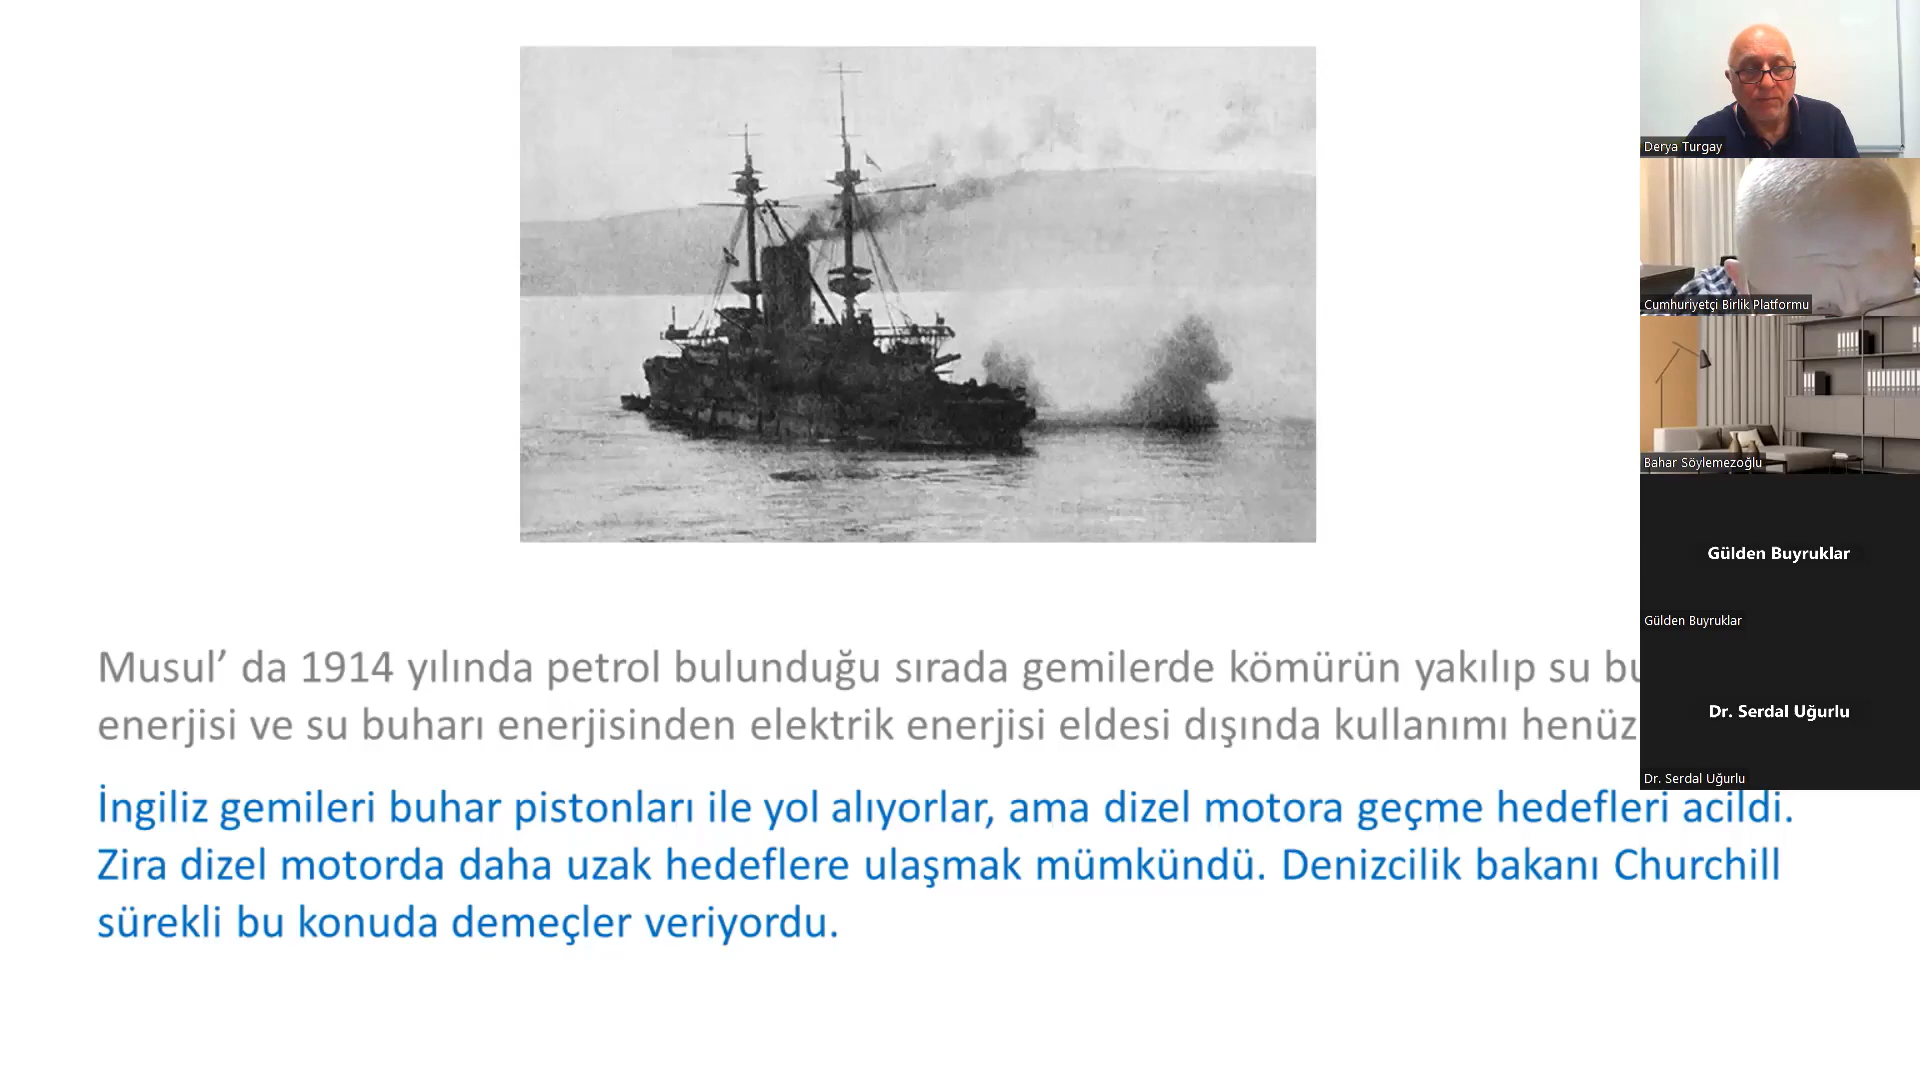 Musul’ da 1914 yılında petrol bulunduğu sırada gemilerde kömürün yakılıp su
enerjisi ve su buharı enerjisinden elektrik enerjisi eldesi dışında kullanımı henüz
İngiliz gemileri buhar pistonları ile yol alıyorlar, ama dizel motora geçme hedefleri acildi.
Zira dizel motorda daha uzak hedeflere ulaşmak mümkündü. Denizcilik bakanı Churchill
sürekli bu konuda demeçler veriyordu.
Derya Turgay
Cumhuriyetçi Birlik Platformu
Bahar Söylemezoğlu
Gülden Buyruklar
Gülden Buyruklar
Dr. Serdal Uğurlu
Dr. Serdal Uğurlu